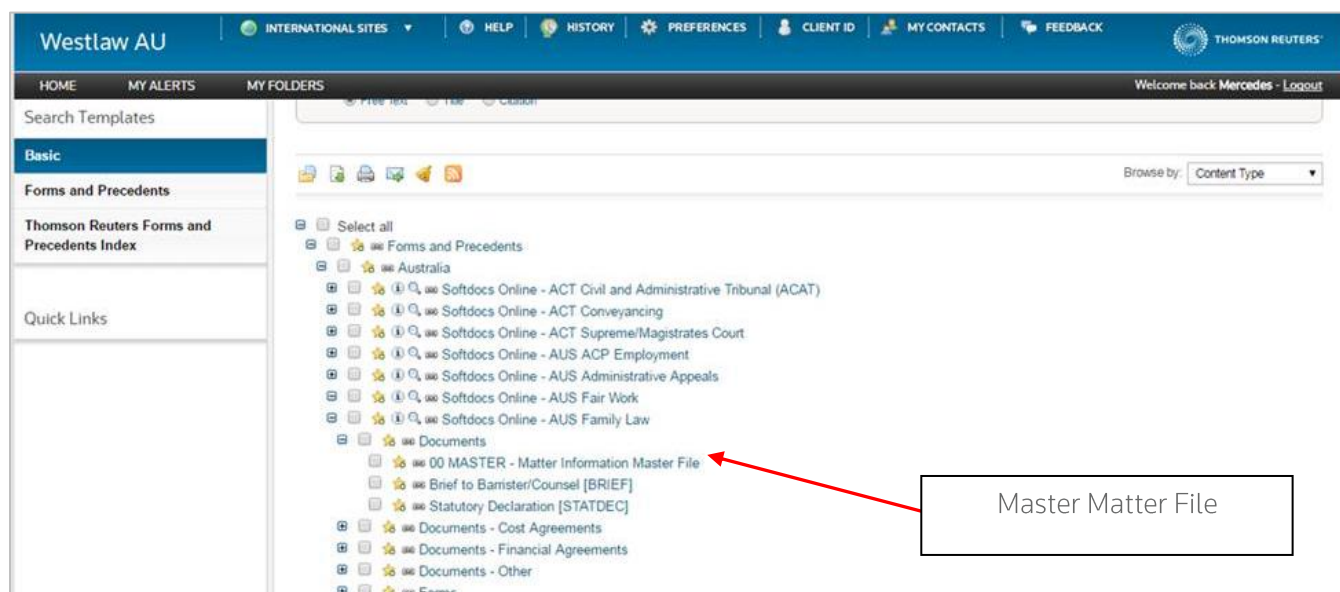 Westlaw AU
INTERNATIONAL SITES
HELP
HISTORY
PREFERENCES
CLIENT ID
MY CONTACTS
FEEDBACK
THOMSON REUTERS
HOME
MY ALERTS
MY FOLDERS
Welcome back Mercedes - Logout
Search Templates
Free Text Title Citation
Basic
Forms and Precedents
Thomson Reuters Forms and
Precedents Index
Quick Links
Browse by: Content Type
Select all
Forms and Precedents
Australia
Softdocs Online - ACT Civil and Administrative Tribunal (ACAT)
Softdocs Online - ACT Conveyancing
Softdocs Online - ACT Supreme/Magistrates Court
Softdocs Online - AUS ACP Employment
Softdocs Online - AUS Administrative Appeals
Softdocs Online - AUS Fair Work
Softdocs Online - AUS Family Law
Documents
00 MASTER - Matter Information Master File
Brief to Barrister/Counsel [BRIEF]
Statutory Declaration [STATDEC]
Documents - Cost Agreements
Documents - Financial Agreements
Documents - Other
Forms
Master Matter File